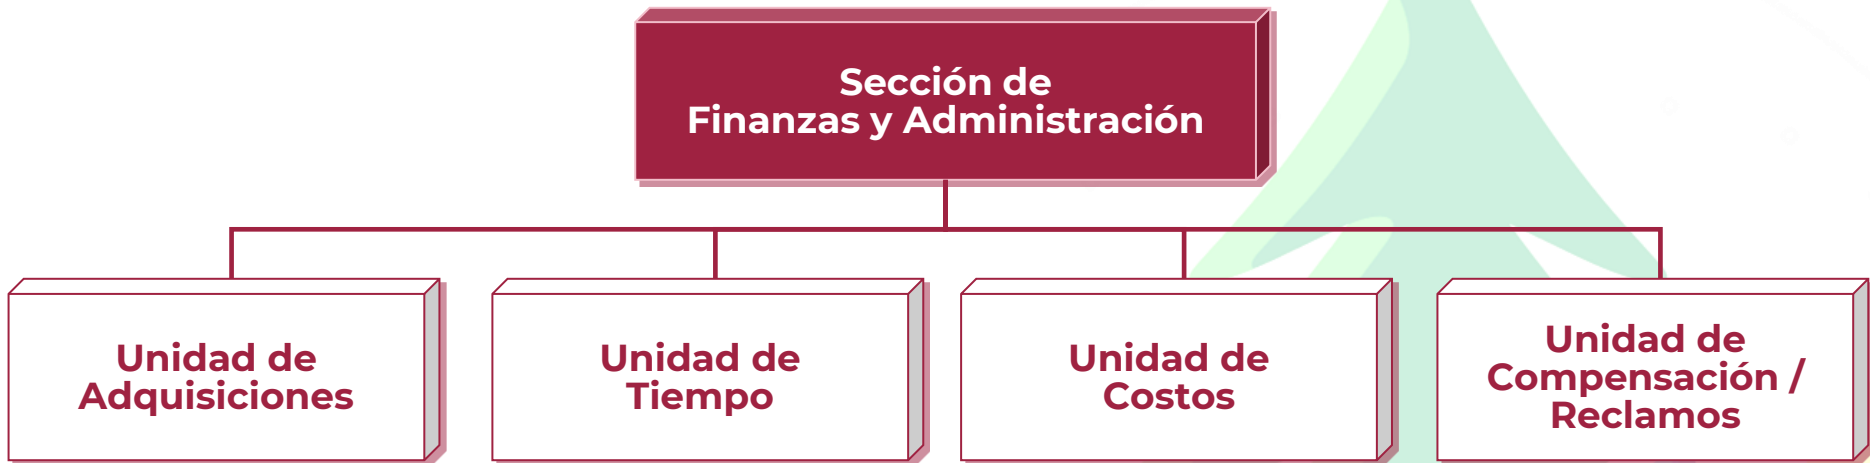 Sección de
Finanzas y Administración
Unidad de
Adquisiciones
Unidad de
Tiempo
Unidad de
Costos
Unidad de
Compensación /
Reclamos